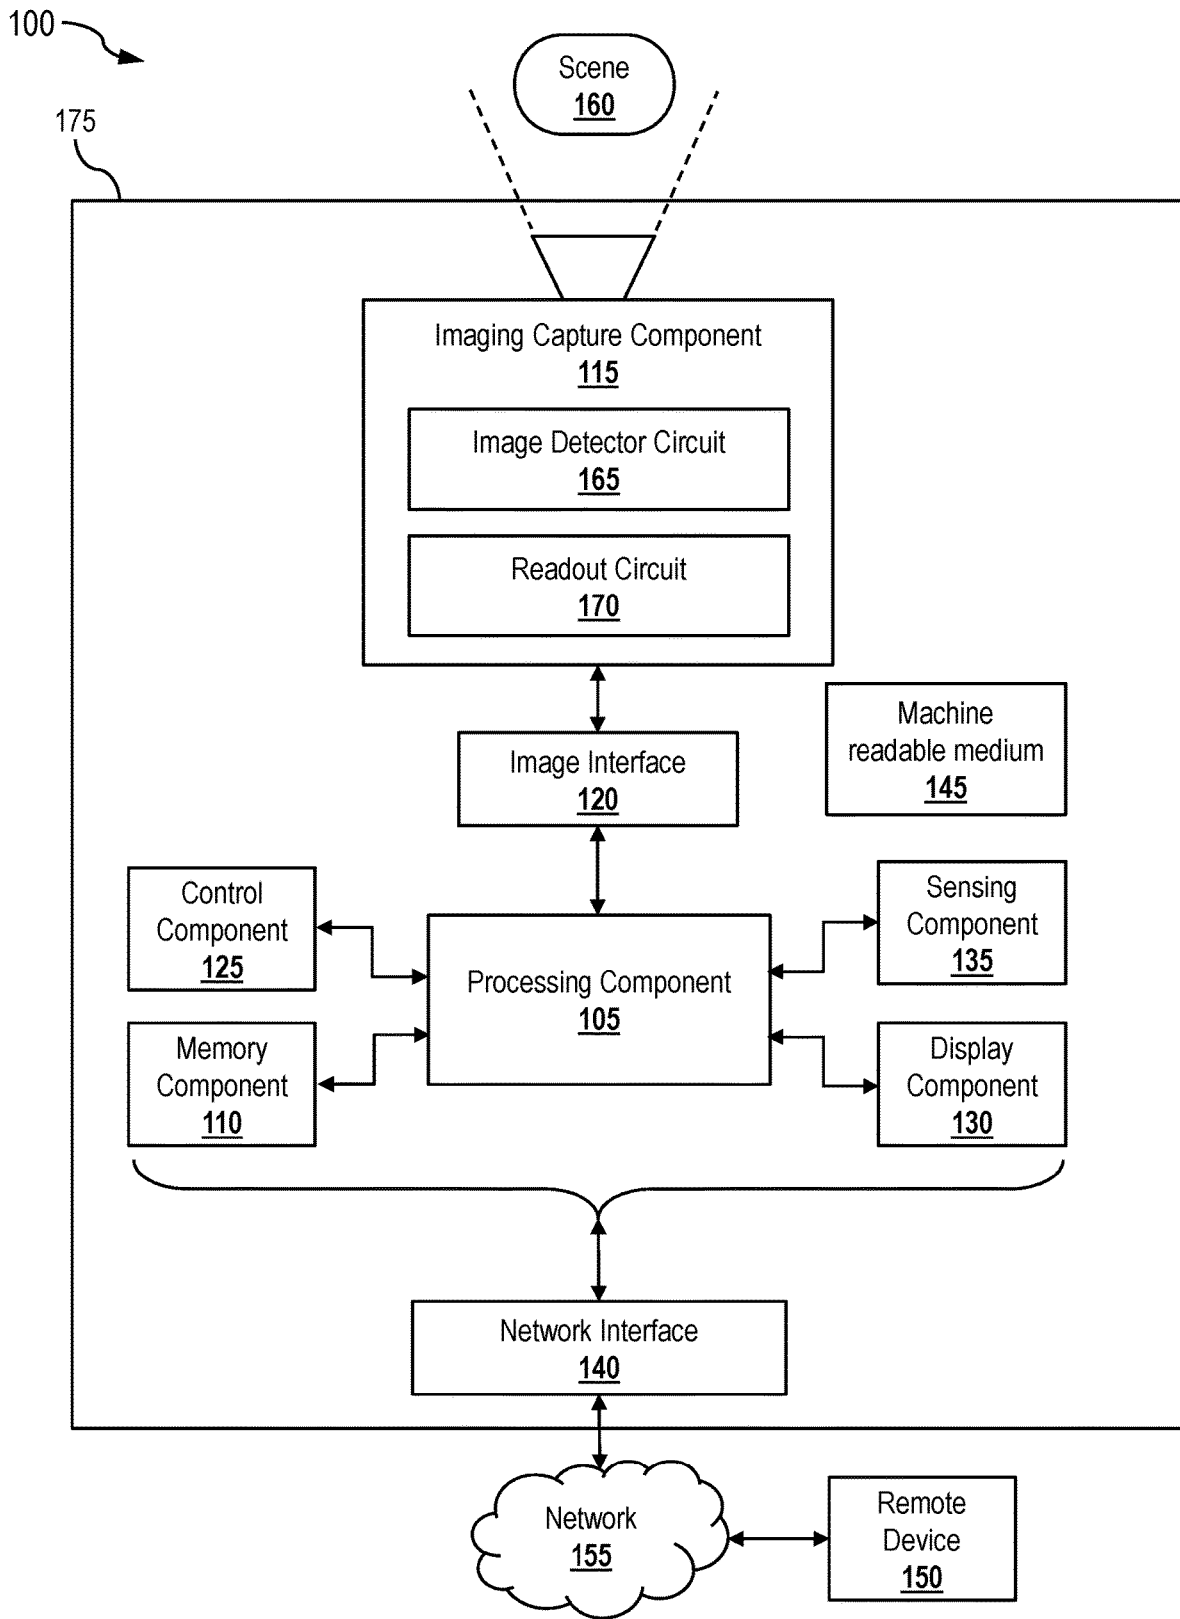 100
Scene
160
175
Imaging Capture Component
115
Image Detector Circuit
165
Readout Circuit
170
Machine
readable medium
145
Image Interface
120
Control
Component
125
Sensing
Component
135
Processing Component
105
Memory
Component
110
Display
Component
130
Network Interface
140
Network
155
Remote
Device
150